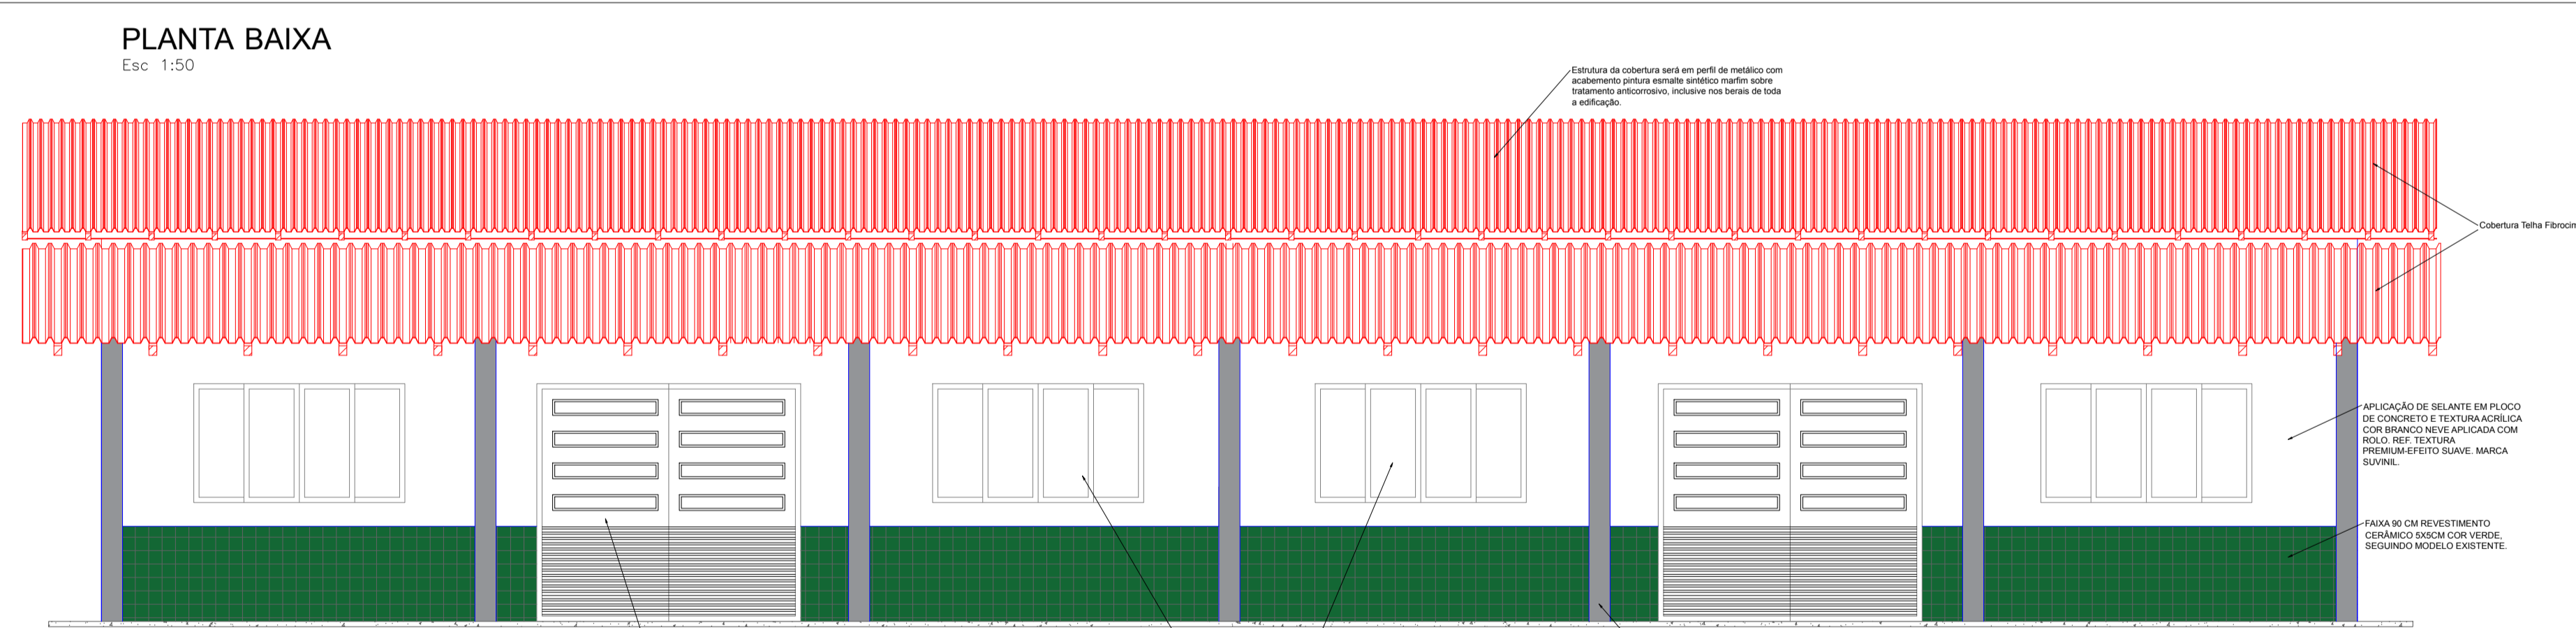 PLANTA BAIXA
Esc 1:50
Estrutura da cobertura será em perfil de metálico com
acabemento pintura esmalte sintético marfim sobre
tratamento anticorrosivo, inclusive nos berais de toda
a edificação.
Cobertura Telha Fibrocim
APLICAÇÃO DE SELANTE EM PLOCO
DE CONCRETO E TEXTURA ACRÍLICA
COR BRANCO NEVE APLICADA COM
ROLO. REF. TEXTURA
PREMIUM-EFEITO SUAVE. MARCA
SUVINIL.
FAIXA 90 CM REVESTIMENTO
CERÂMICO 5X5CM COR VERDE,
SEGUINDO MODELO EXISTENTE.